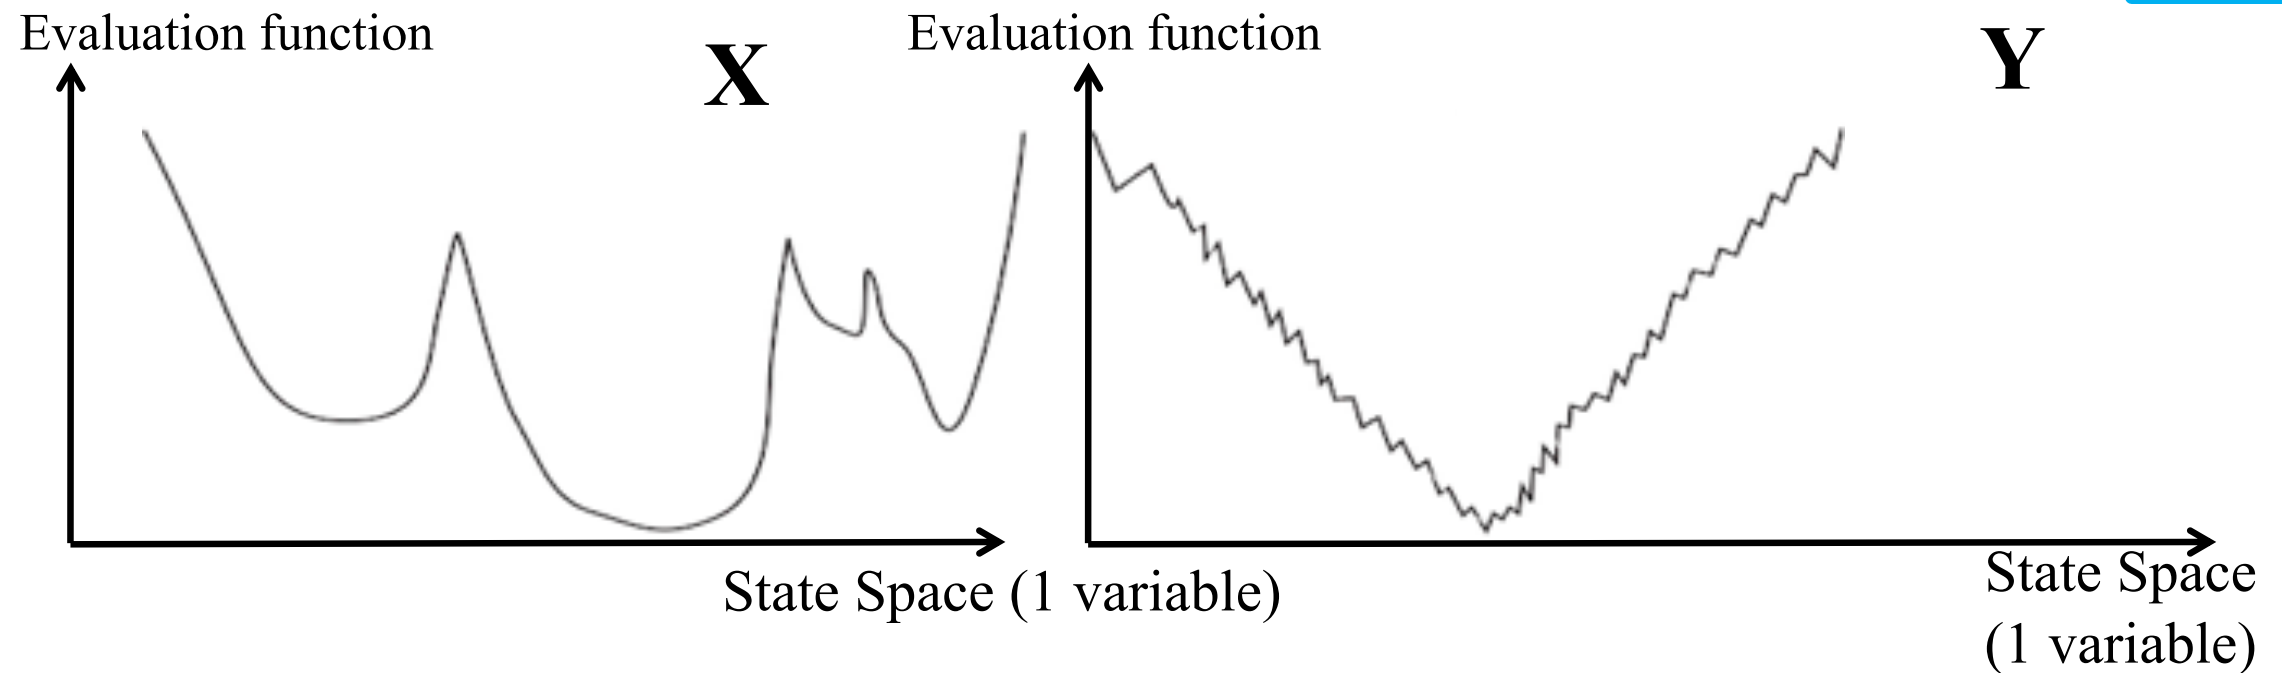 Evaluation function
X
Evaluation function
Y
State Space (1 variable)
State Space
(1 variable)